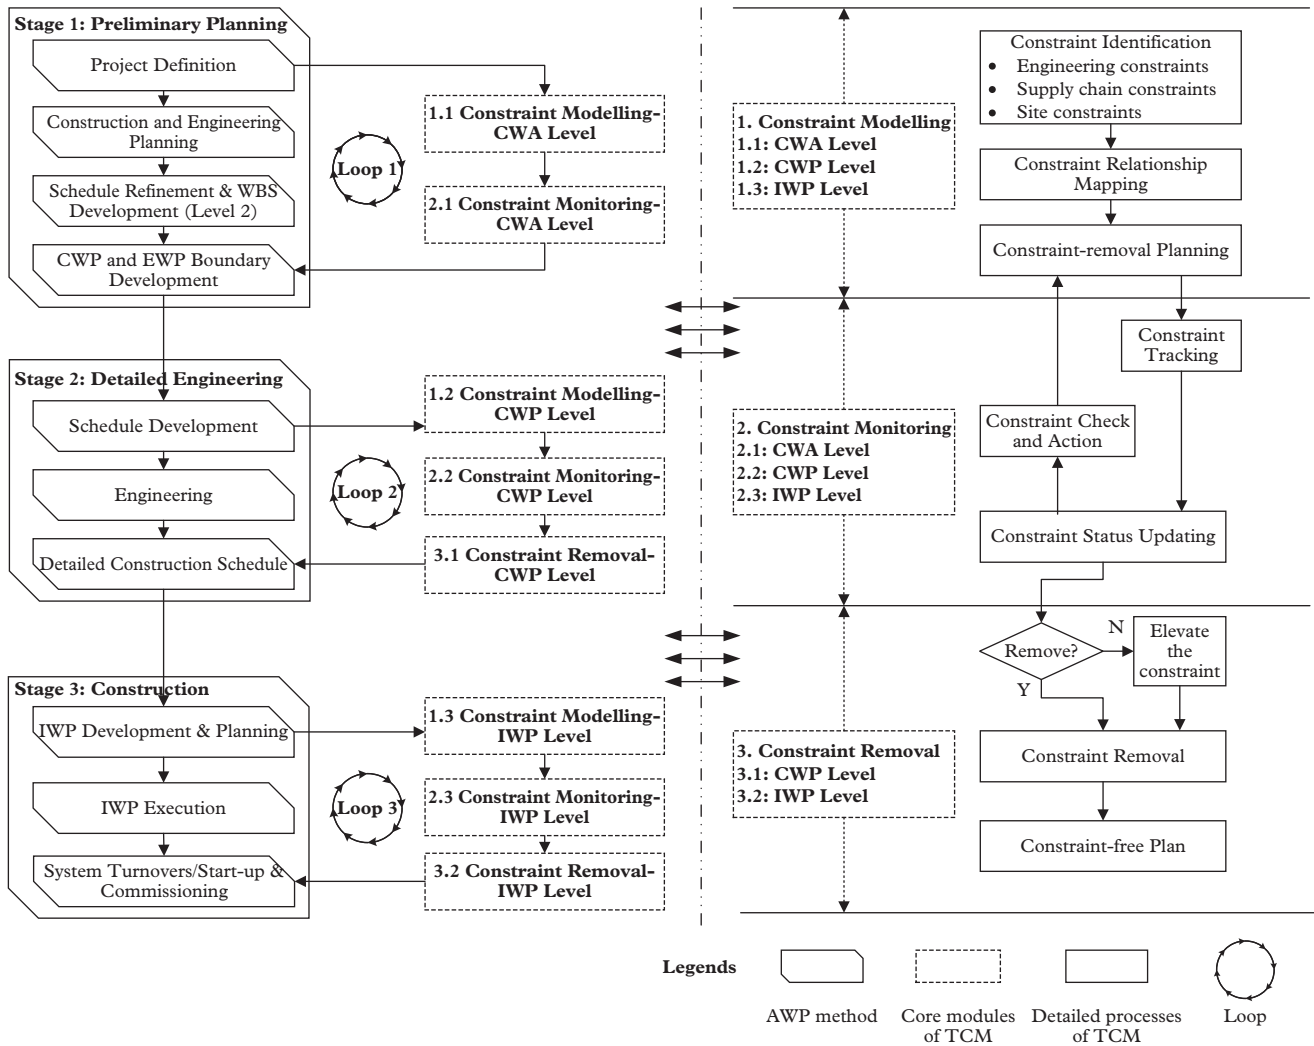 Stage 1: Preliminary Planning
Project Definition
Construction and Engineering
Planning
Schedule Refinement & WBS
Development (Level 2)
CWP and EWP Boundary
Development
Loop 1
1.1 Constraint Modelling-
CWA Level
2.1 Constraint Monitoring-
CWA Level
Stage 2: Detailed Engineering
Schedule Development
Engineering
Detailed Construction Schedule
Loop 2
1.2 Constraint Modelling-
CWP Level
2.2 Constraint Monitoring-
CWP Level
3.1 Constraint Removal-
CWP Level
Stage 3: Construction
IWP Development & Planning
IWP Execution
System Turnovers/Start-up &
Commissioning
Loop 3
1.3 Constraint Modelling-
IWP Level
2.3 Constraint Monitoring-
IWP Level
3.2 Constraint Removal-
IWP Level
1. Constraint Modelling
1.1: CWA Level
1.2: CWP Level
1.3: IWP Level
2. Constraint Monitoring
2.1: CWA Level
2.2: CWP Level
2.3: IWP Level
3. Constraint Removal
3.1: CWP Level
3.2: IWP Level
Constraint Identification
• Engineering constraints
• Supply chain constraints
• Site constraints
Constraint Relationship
Mapping
Constraint-removal Planning
Constraint
Tracking
Constraint Check
and Action
Constraint Status Updating
Remove?
N
Y
Elevate
the
constraint
Constraint Removal
Constraint-free Plan
Legends
AWP method
Core modules
of TCM
Detailed processes
of TCM
Loop